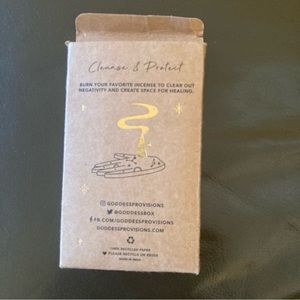 Cleanse & Protect
BURN YOUR FAVORITE INCENSE TO CLEAR OUT
NEGATIVITY AND CREATE SPACE FOR HEALING.
GODDESSPROVISIONS
@GODDESSBOX
FB.COM/GODDESSPROVISIONS
GODDESSPROVISIONS.COM
100% RECYCLED PAPER
PLEASE RECYCLE OR REUSE
MADE IN INDIA